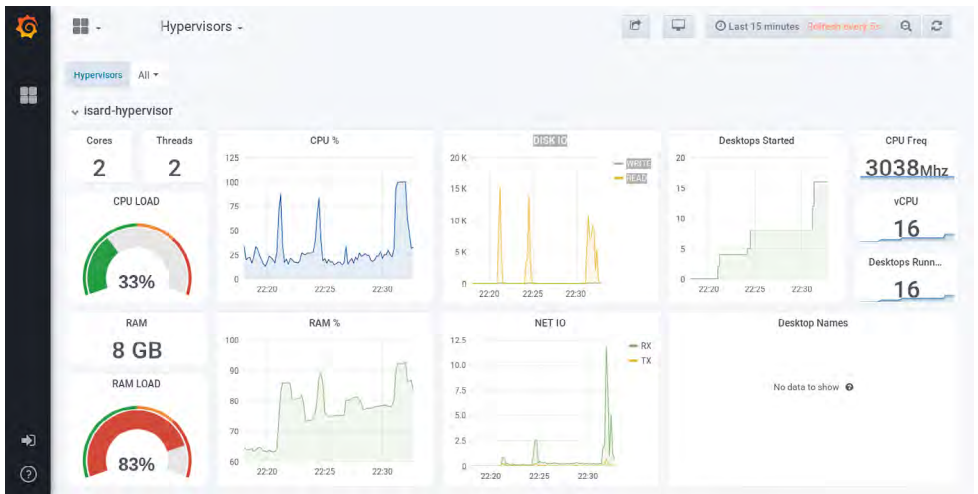 Hypervisors
Last 15 minutes Refresh every 5s
Hypervisors All
isard-hypervisor
Cores
2
Threads
2
CPU LOAD
33%
CPU %
125
100
75
50
25
0
22:20 22:25 22:30
DISK IO
20 K
15 K
10 K
5 K
0
22:20 22:25 22:30
WRITE
READ
Desktops Started
20
15
10
5
0
22:20 22:25 22:30
CPU Freq
3038Mhz
vCPU
16
Desktops Runn...
16
RAM
8 GB
RAM LOAD
83%
RAM %
100
90
80
70
60
22:20 22:25 22:30
NET IO
12.5
10.0
7.5
5.0
2.5
0
22:20 22:25 22:30
RX
TX
Desktop Names
No data to show